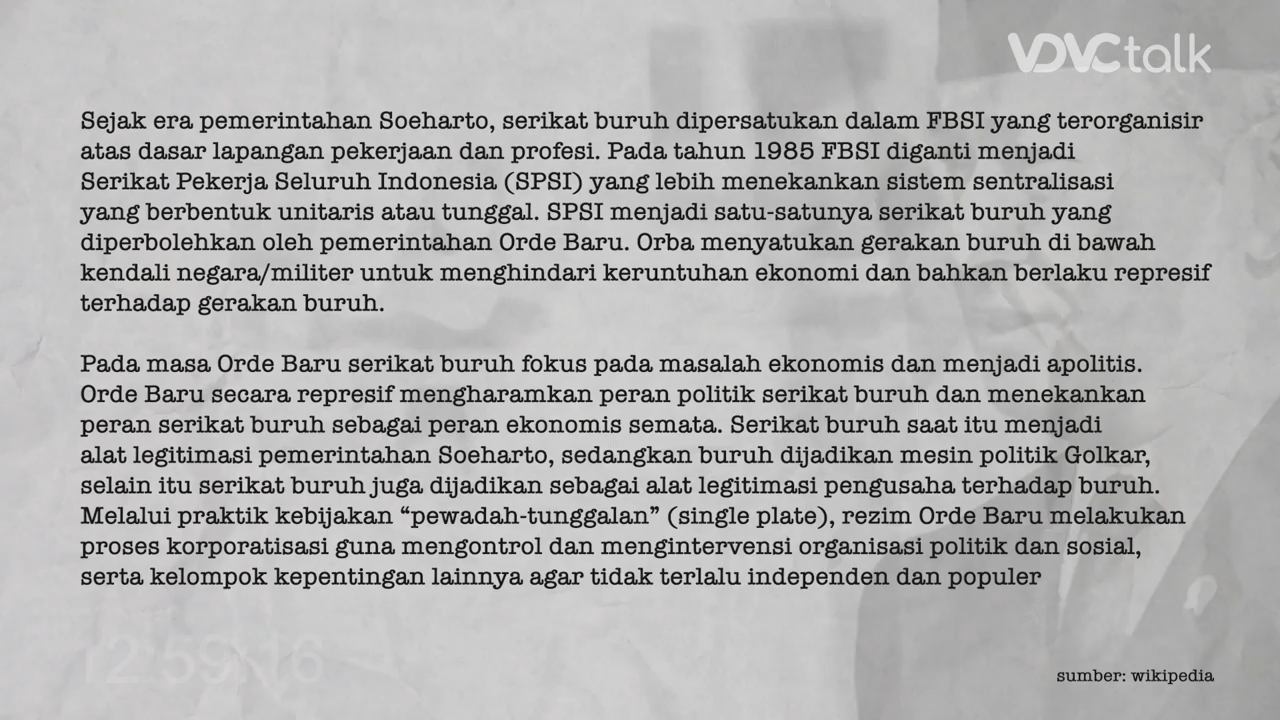 VDVC talk
Sejak era pemerintahan Soeharto, serikat buruh dipersatukan dalam FBSI yang terorganisir
atas dasar lapangan pekerjaan dan profesi. Pada tahun 1985 FBSI diganti menjadi
Serikat Pekerja Seluruh Indonesia (SPSI) yang lebih menekankan sistem sentralisasi
yang berbentuk unitaris atau tunggal. SPSI menjadi satu-satunya serikat buruh yang
diperbolehkan oleh pemerintahan Orde Baru. Orba menyatukan gerakan buruh di bawah
kendali negara/militer untuk menghindari keruntuhan ekonomi dan bahkan berlaku represif
terhadap gerakan buruh.
Pada masa Orde Baru serikat buruh fokus pada masalah ekonomis dan menjadi apolitis.
Orde Baru secara represif mengharamkan peran politik serikat buruh dan menekankan
peran serikat buruh sebagai peran ekonomis semata. Serikat buruh saat itu menjadi
alat legitimasi pemerintahan Soeharto, sedangkan buruh dijadikan mesin politik Golkar,
selain itu serikat buruh juga dijadikan sebagai alat legitimasi pengusaha terhadap buruh.
Melalui praktik kebijakan “pewadah-tunggalan” (single plate), rezim Orde Baru melakukan
proses korporatisasi guna mengontrol dan mengintervensi organisasi politik dan sosial,
serta kelompok kepentingan lainnya agar tidak terlalu independen dan populer
12:59:16
sumber: wikipedia